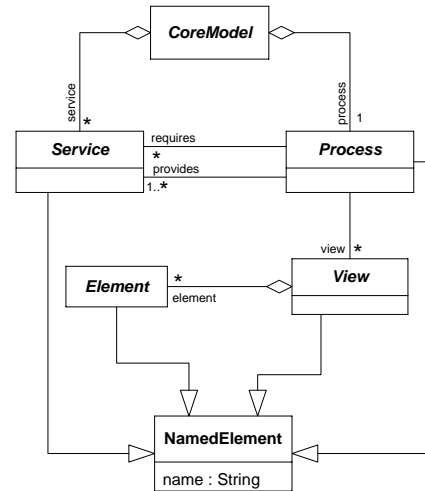 CoreModel
service
*
process
1
Service
requires
*
provides
1..*
Process
view
*
View
Element
*
element
NamedElement
name : String